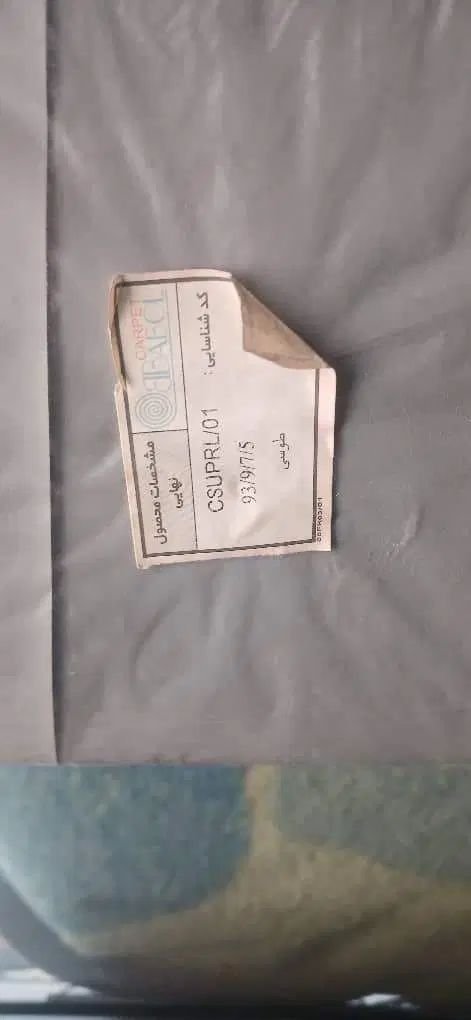 CARPET
مشخصات محصول
نهایی
کد شناسایی :
CSUPRL/01
93/9/7/5
طوسی